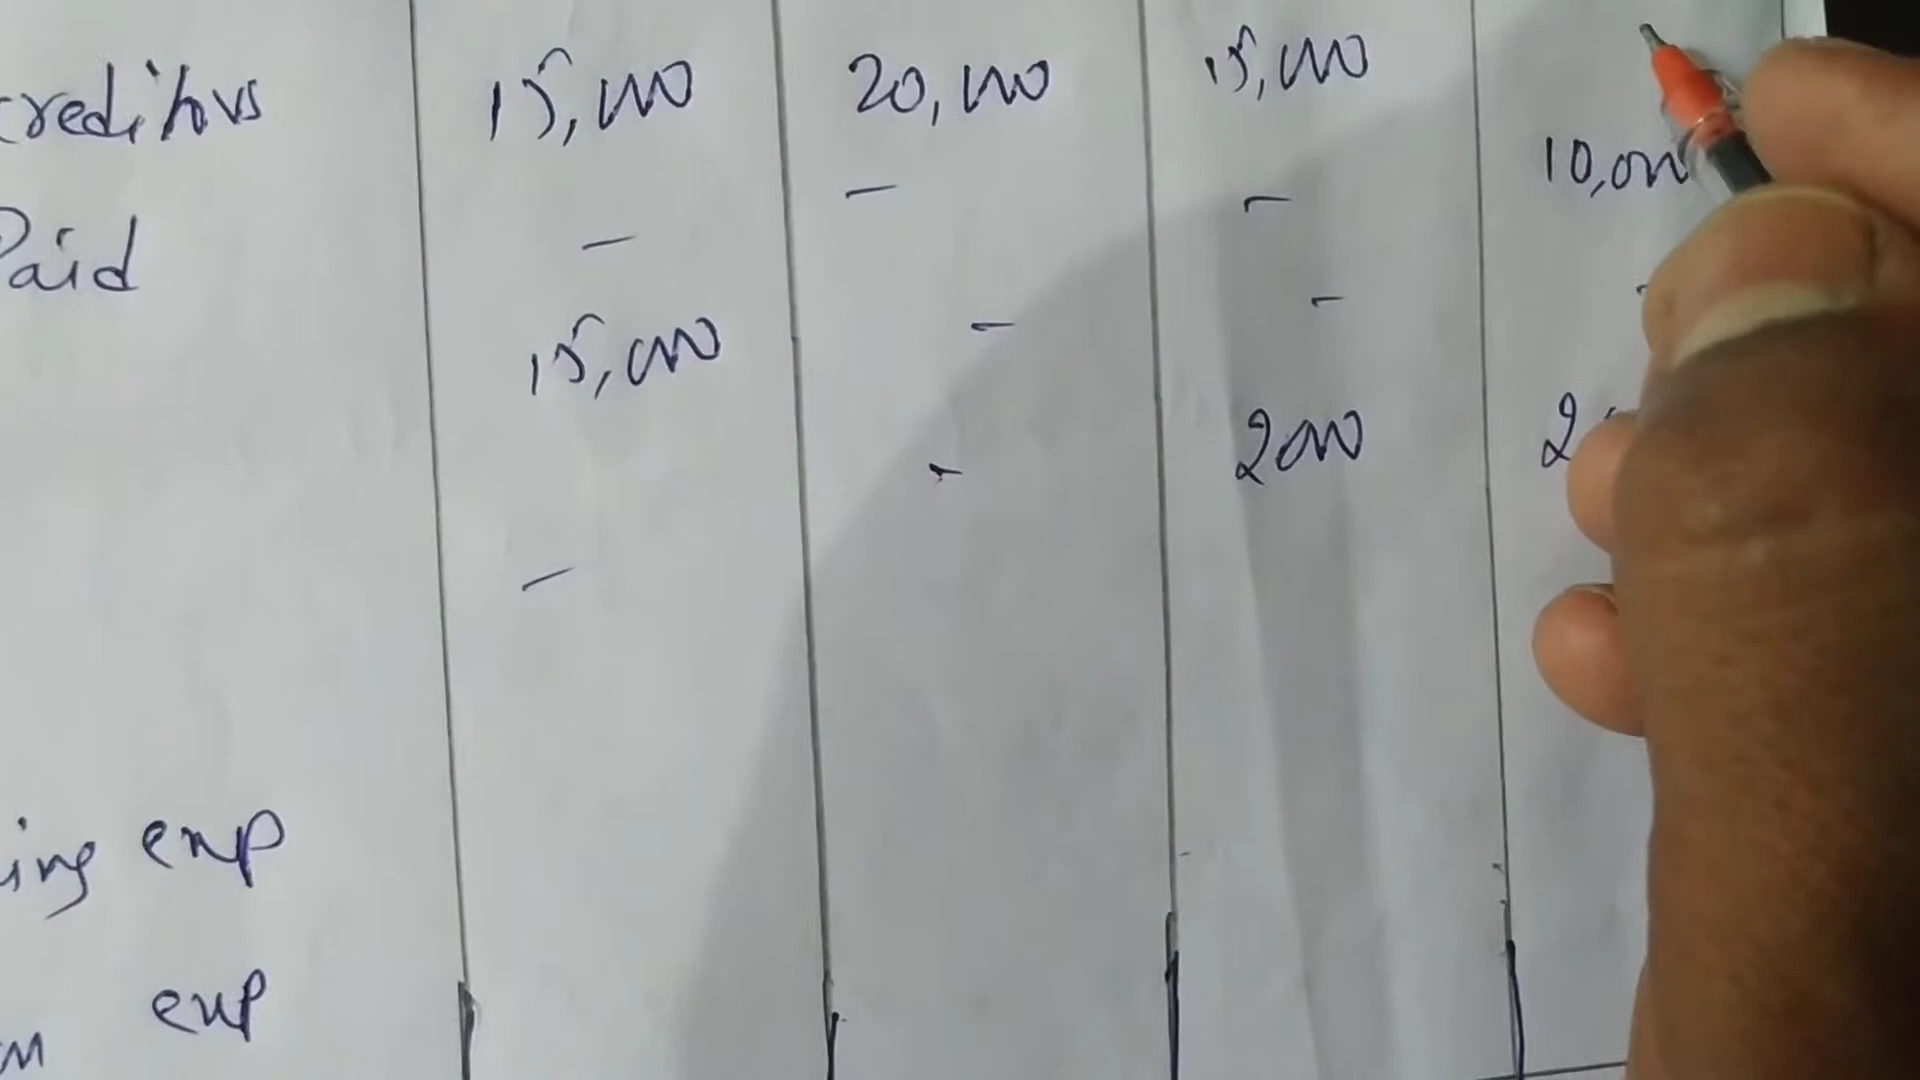 creditors 15,000 20,000 15,000
10,000
Paid - - -
15,000 - -
- 2000
-
ing exp
exp